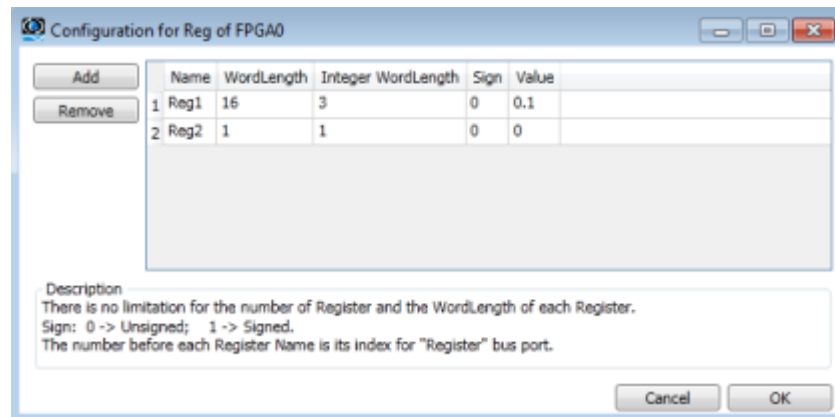 Configuration for Reg of FPGA0
Add
Remove
Name WordLength Integer WordLength Sign Value
1 Reg1 16 3 0 0.1
2 Reg2 1 1 0 0
Description
There is no limitation for the number of Register and the WordLength of each Register.
Sign: 0 -> Unsigned; 1 -> Signed.
The number before each Register Name is its index for "Register" bus port.
Cancel OK